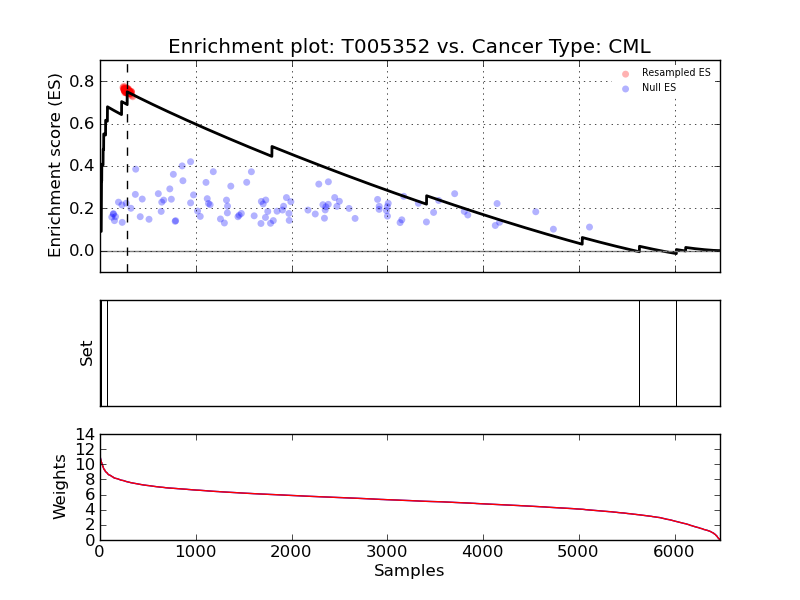 Enrichment plot: T005352 vs. Cancer Type: CML
Enrichment score (ES)
0.8
0.6
0.4
0.2
0.0
Resampled ES
Null ES
Set
Weights
14
12
10
8
6
4
2
0
0 1000 2000 3000 4000 5000 6000
Samples